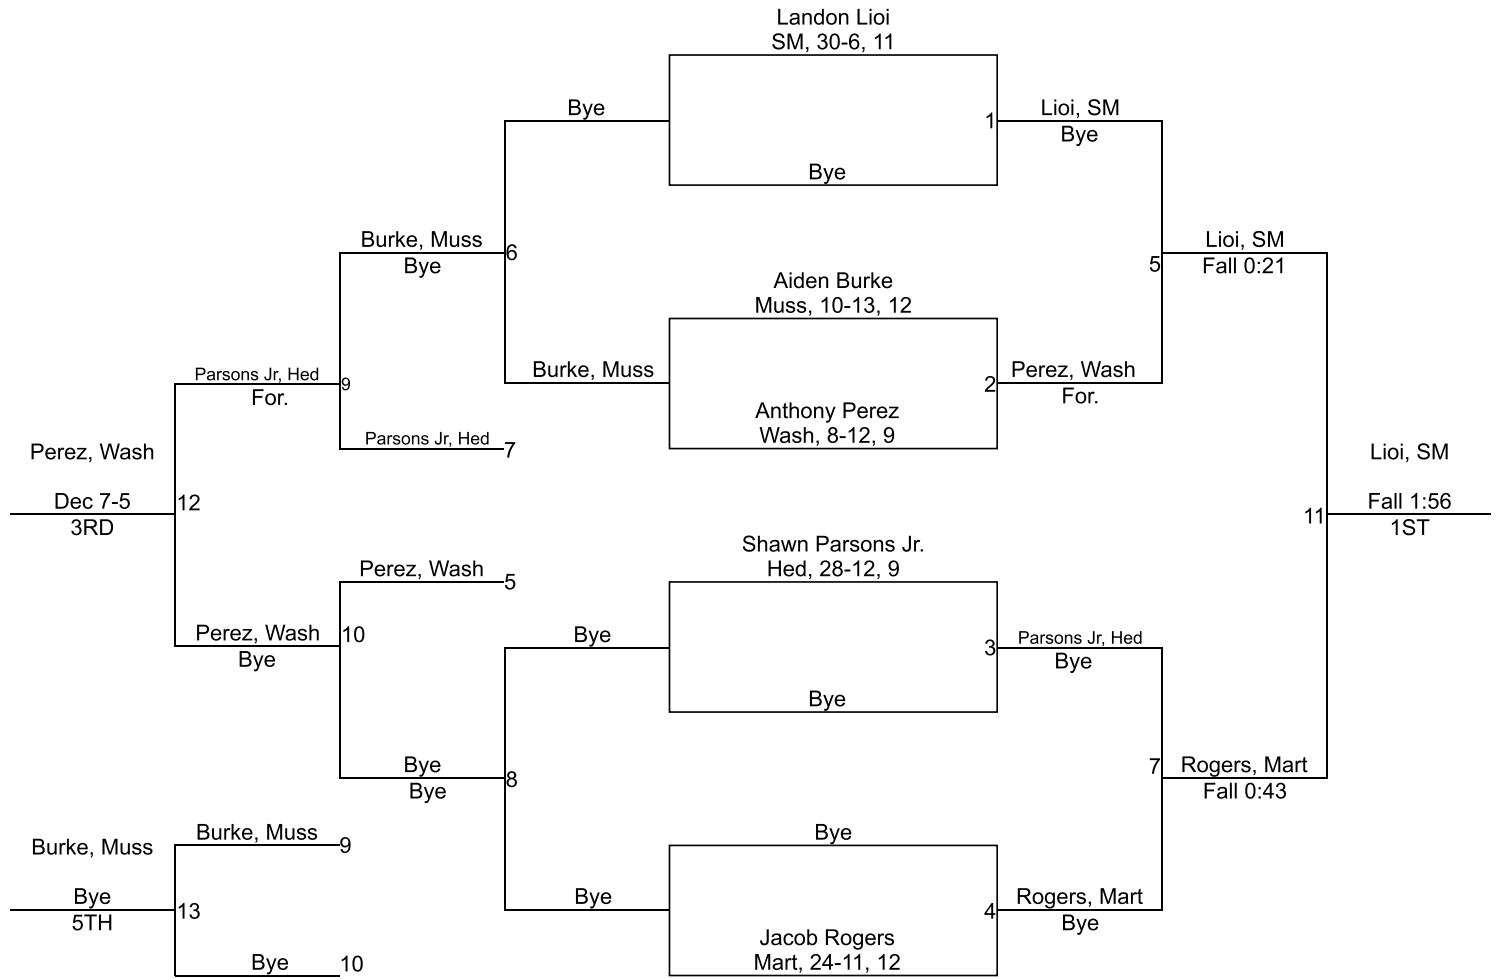 Landon Lioi
SM, 30-6, 11
Bye
1
Lioi, SM
Bye
Bye
Burke, Muss
Bye
6
Lioi, SM
5
Fall 0:21
Aiden Burke
Muss, 10-13, 12
Parsons Jr, Hed
9
For.
Burke, Muss
2
Perez, Wash
For.
Anthony Perez
Wash, 8-12, 9
Parsons Jr, Hed
7
Perez, Wash
Dec 7-5
12
3RD
Lioi, SM
Fall 1:56
11
1ST
Shawn Parsons Jr.
Hed, 28-12, 9
Perez, Wash
5
Perez, Wash
10
Bye
Bye
3
Parsons Jr, Hed
Bye
Bye
Bye
8
Bye
7
Rogers, Mart
Fall 0:43
Burke, Muss
9
Burke, Muss
Bye
13
5TH
Bye
10
Bye
Bye
4
Rogers, Mart
Bye
Jacob Rogers
Mart, 24-11, 12